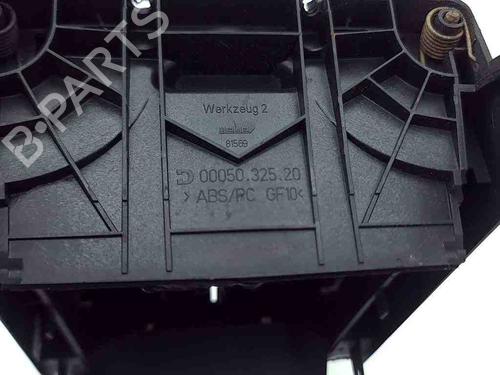 B-PARTS
Werkzeug 2
81569
00050.325.20
>ABS/PC GF10<